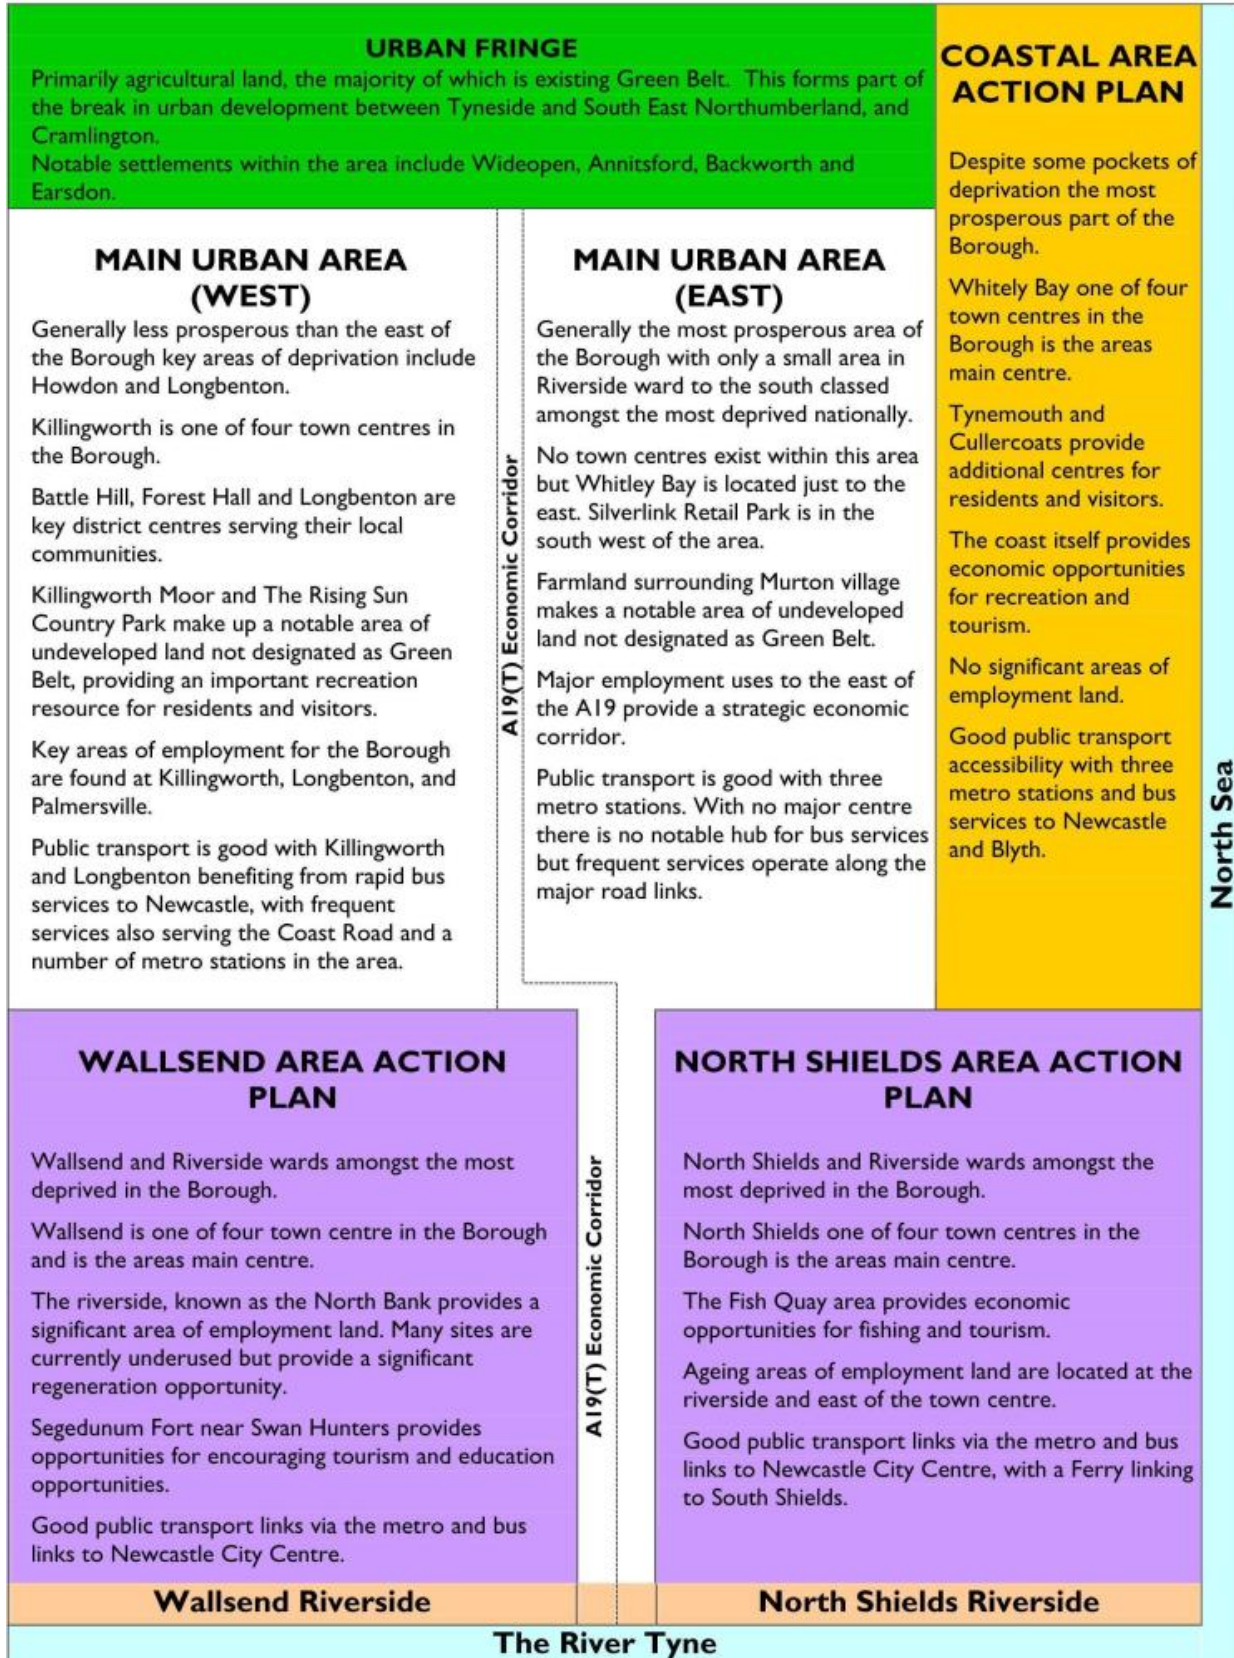 URBAN FRINGE
Primarily agricultural land, the majority of which is existing Green Belt. This forms part of
the break in urban development between Tyneside and South East Northumberland, and
Cramlington.
Notable settlements within the area include Wideopen, Annitsford, Backworth and
Earsdon.
COASTAL AREA
ACTION PLAN
Despite some pockets of
deprivation the most
prosperous part of the
Borough.
Whitely Bay one of four
town centres in the
Borough is the areas
main centre.
Tynemouth and
Cullercoats provide
additional centres for
residents and visitors.
The coast itself provides
economic opportunities
for recreation and
tourism.
No significant areas of
employment land.
Good public transport
accessibility with three
metro stations and bus
services to Newcastle
and Blyth.
MAIN URBAN AREA
(WEST)
Generally less prosperous than the east of
the Borough key areas of deprivation include
Howdon and Longbenton.
Killingworth is one of four town centres in
the Borough.
Battle Hill, Forest Hall and Longbenton are
key district centres serving their local
communities.
Killingworth Moor and The Rising Sun
Country Park make up a notable area of
undeveloped land not designated as Green
Belt, providing an important recreation
resource for residents and visitors.
Key areas of employment for the Borough
are found at Killingworth, Longbenton, and
Palmersville.
Public transport is good with Killingworth
and Longbenton benefiting from rapid bus
services to Newcastle, with frequent
services also serving the Coast Road and a
number of metro stations in the area.
A19(T) Economic Corridor
MAIN URBAN AREA
(EAST)
Generally the most prosperous area of
the Borough with only a small area in
Riverside ward to the south classed
amongst the most deprived nationally.
No town centres exist within this area
but Whitley Bay is located just to the
east. Silverlink Retail Park is in the
south west of the area.
Farmland surrounding Murton village
makes a notable area of undeveloped
land not designated as Green Belt.
Major employment uses to the east of
the A19 provide a strategic economic
corridor.
Public transport is good with three
metro stations. With no major centre
there is no notable hub for bus services
but frequent services operate along the
major road links.
North Sea
WALLSEND AREA ACTION
PLAN
Wallsend and Riverside wards amongst the most
deprived in the Borough.
Wallsend is one of four town centre in the Borough
and is the areas main centre.
The riverside, known as the North Bank provides a
significant area of employment land. Many sites are
currently underused but provide a significant
regeneration opportunity.
Segedunum Fort near Swan Hunters provides
opportunities for encouraging tourism and education
opportunities.
Good public transport links via the metro and bus
links to Newcastle City Centre.
A19(T) Economic Corridor
NORTH SHIELDS AREA ACTION
PLAN
North Shields and Riverside wards amongst the
most deprived in the Borough.
North Shields one of four town centres in the
Borough is the areas main centre.
The Fish Quay area provides economic
opportunities for fishing and tourism.
Ageing areas of employment land are located at the
riverside and east of the town centre.
Good public transport links via the metro and bus
links to Newcastle City Centre, with a Ferry linking
to South Shields.
Wallsend Riverside
North Shields Riverside
The River Tyne